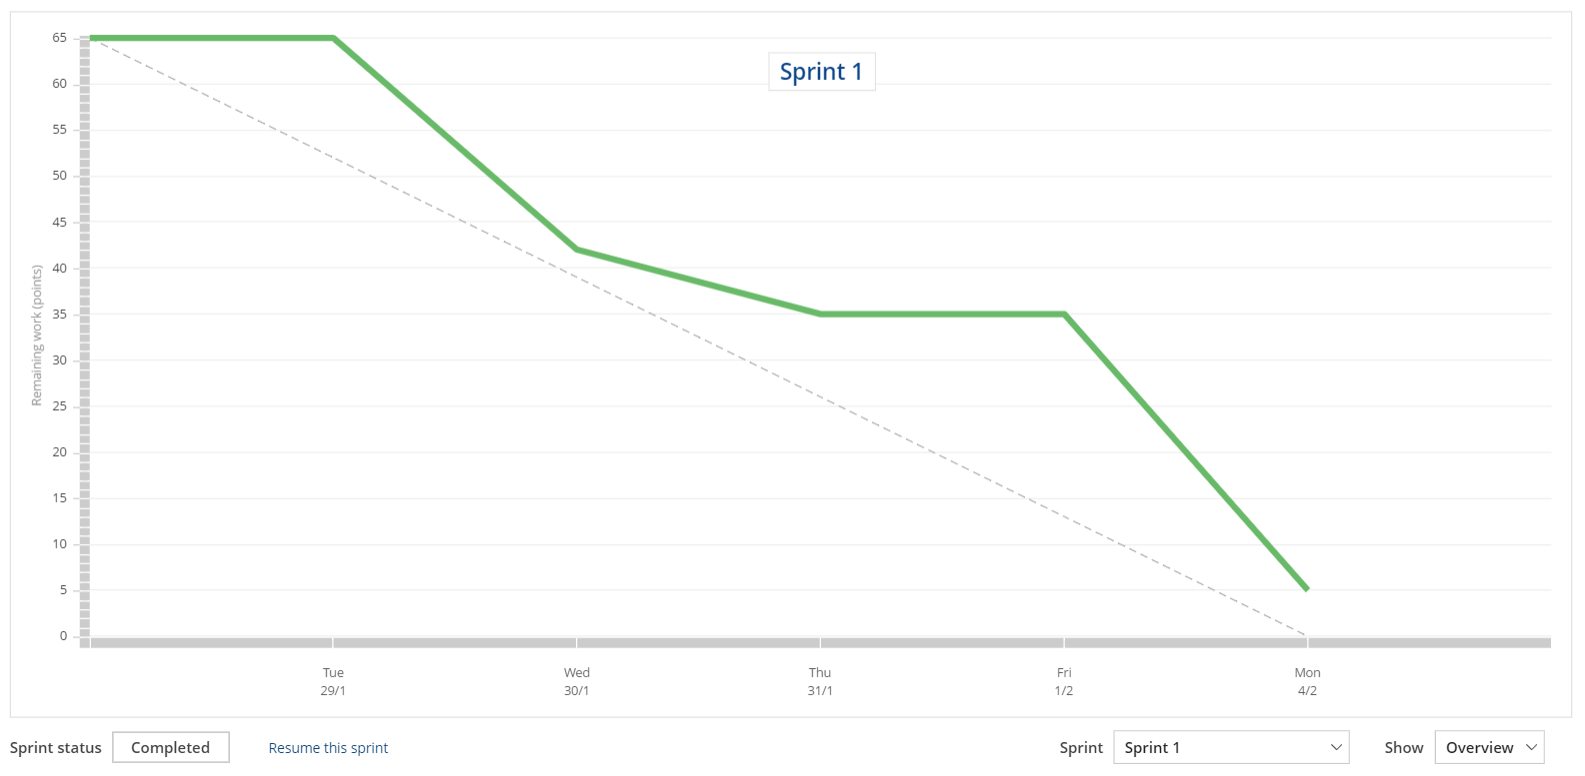 Sprint 1
65
60
55
50
45
40
35
30
25
20
15
10
5
0
Remaining work (points)
Tue Wed Thu Fri Mon
29/1 30/1 31/1 1/2 4/2
Sprint status Completed Resume this sprint Sprint Sprint 1 Show Overview